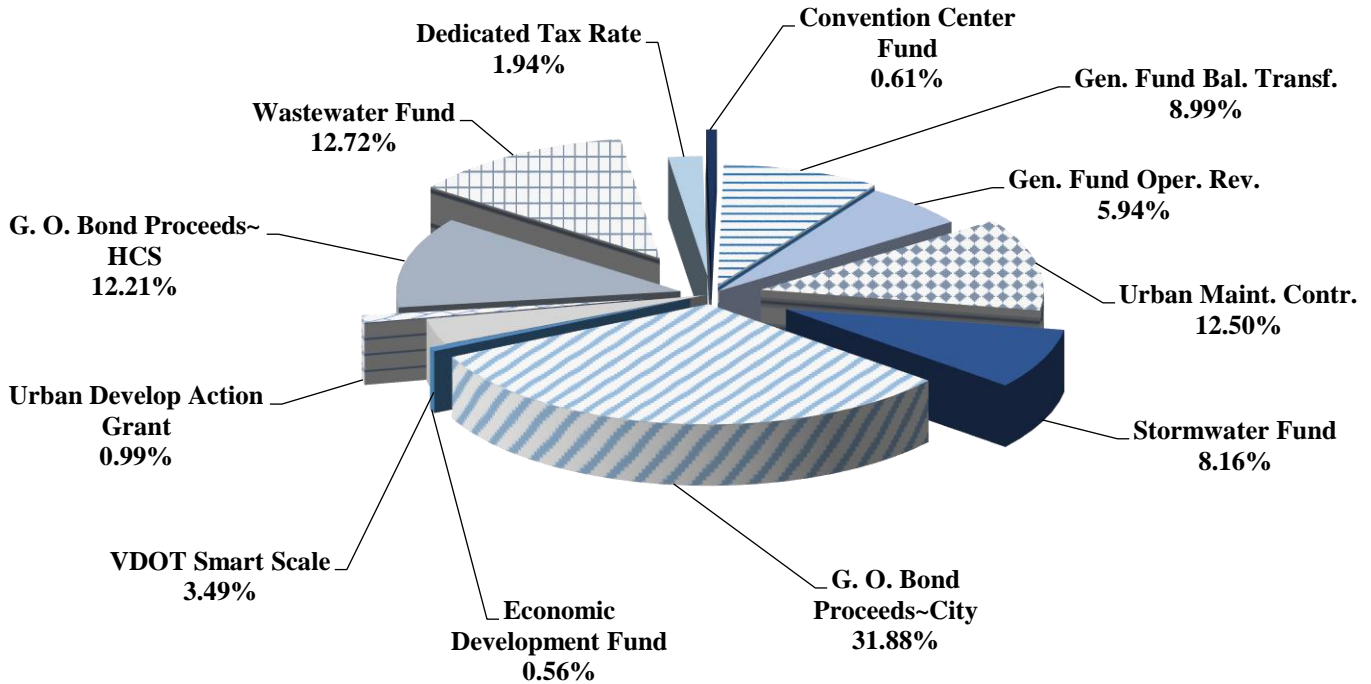 Convention Center
Fund
0.61%
Dedicated Tax Rate
1.94%
Gen. Fund Bal. Transf.
8.99%
Wastewater Fund
12.72%
Gen. Fund Oper. Rev.
5.94%
G. O. Bond Proceeds~
HCS
12.21%
Urban Maint. Contr.
12.50%
Urban Develop Action
Grant
0.99%
Stormwater Fund
8.16%
VDOT Smart Scale
3.49%
Economic
Development Fund
0.56%
G. O. Bond
Proceeds~City
31.88%